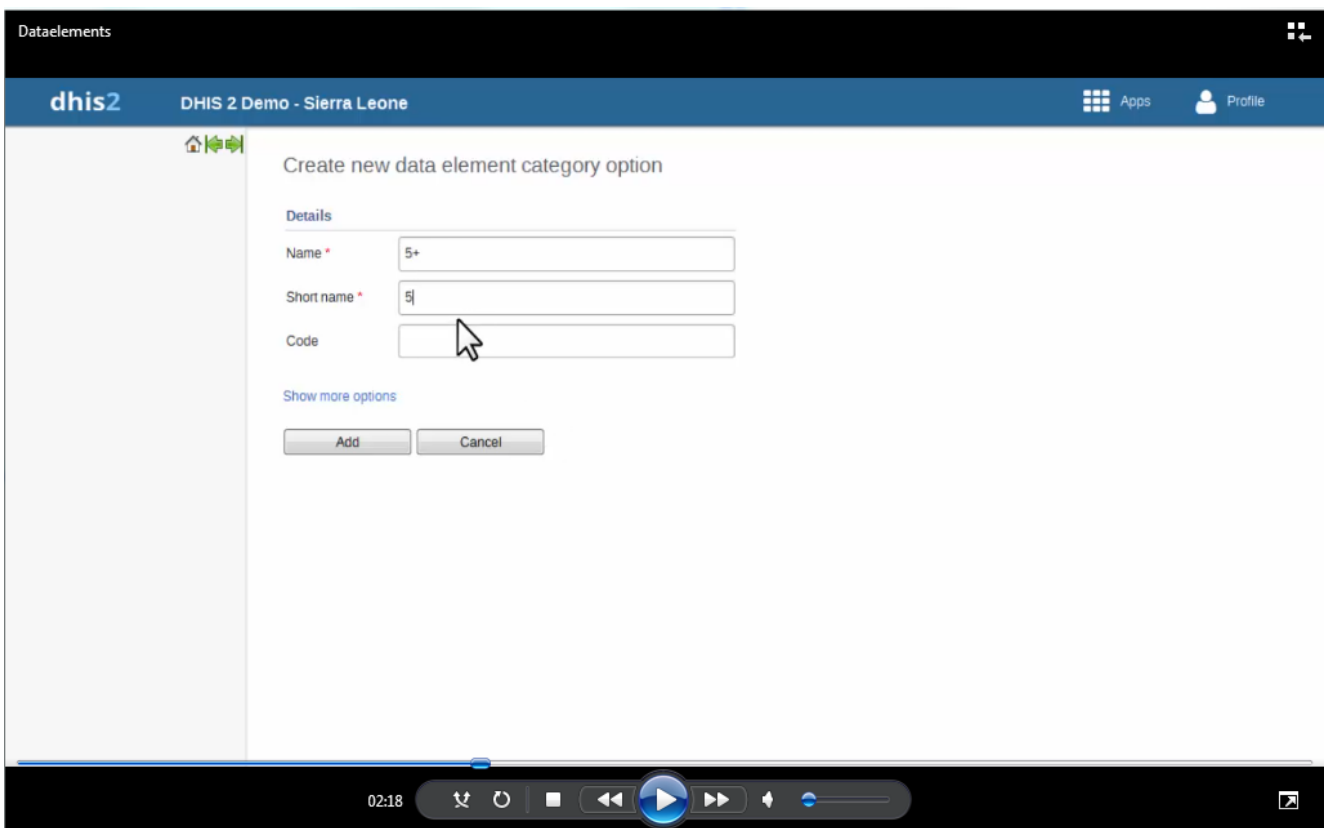 Dataelements
dhis2 DHIS 2 Demo - Sierra Leone Apps Profile
Create new data element category option
Details
Name * 5+
Short name * 5
Code
Show more options
Add Cancel
02:18